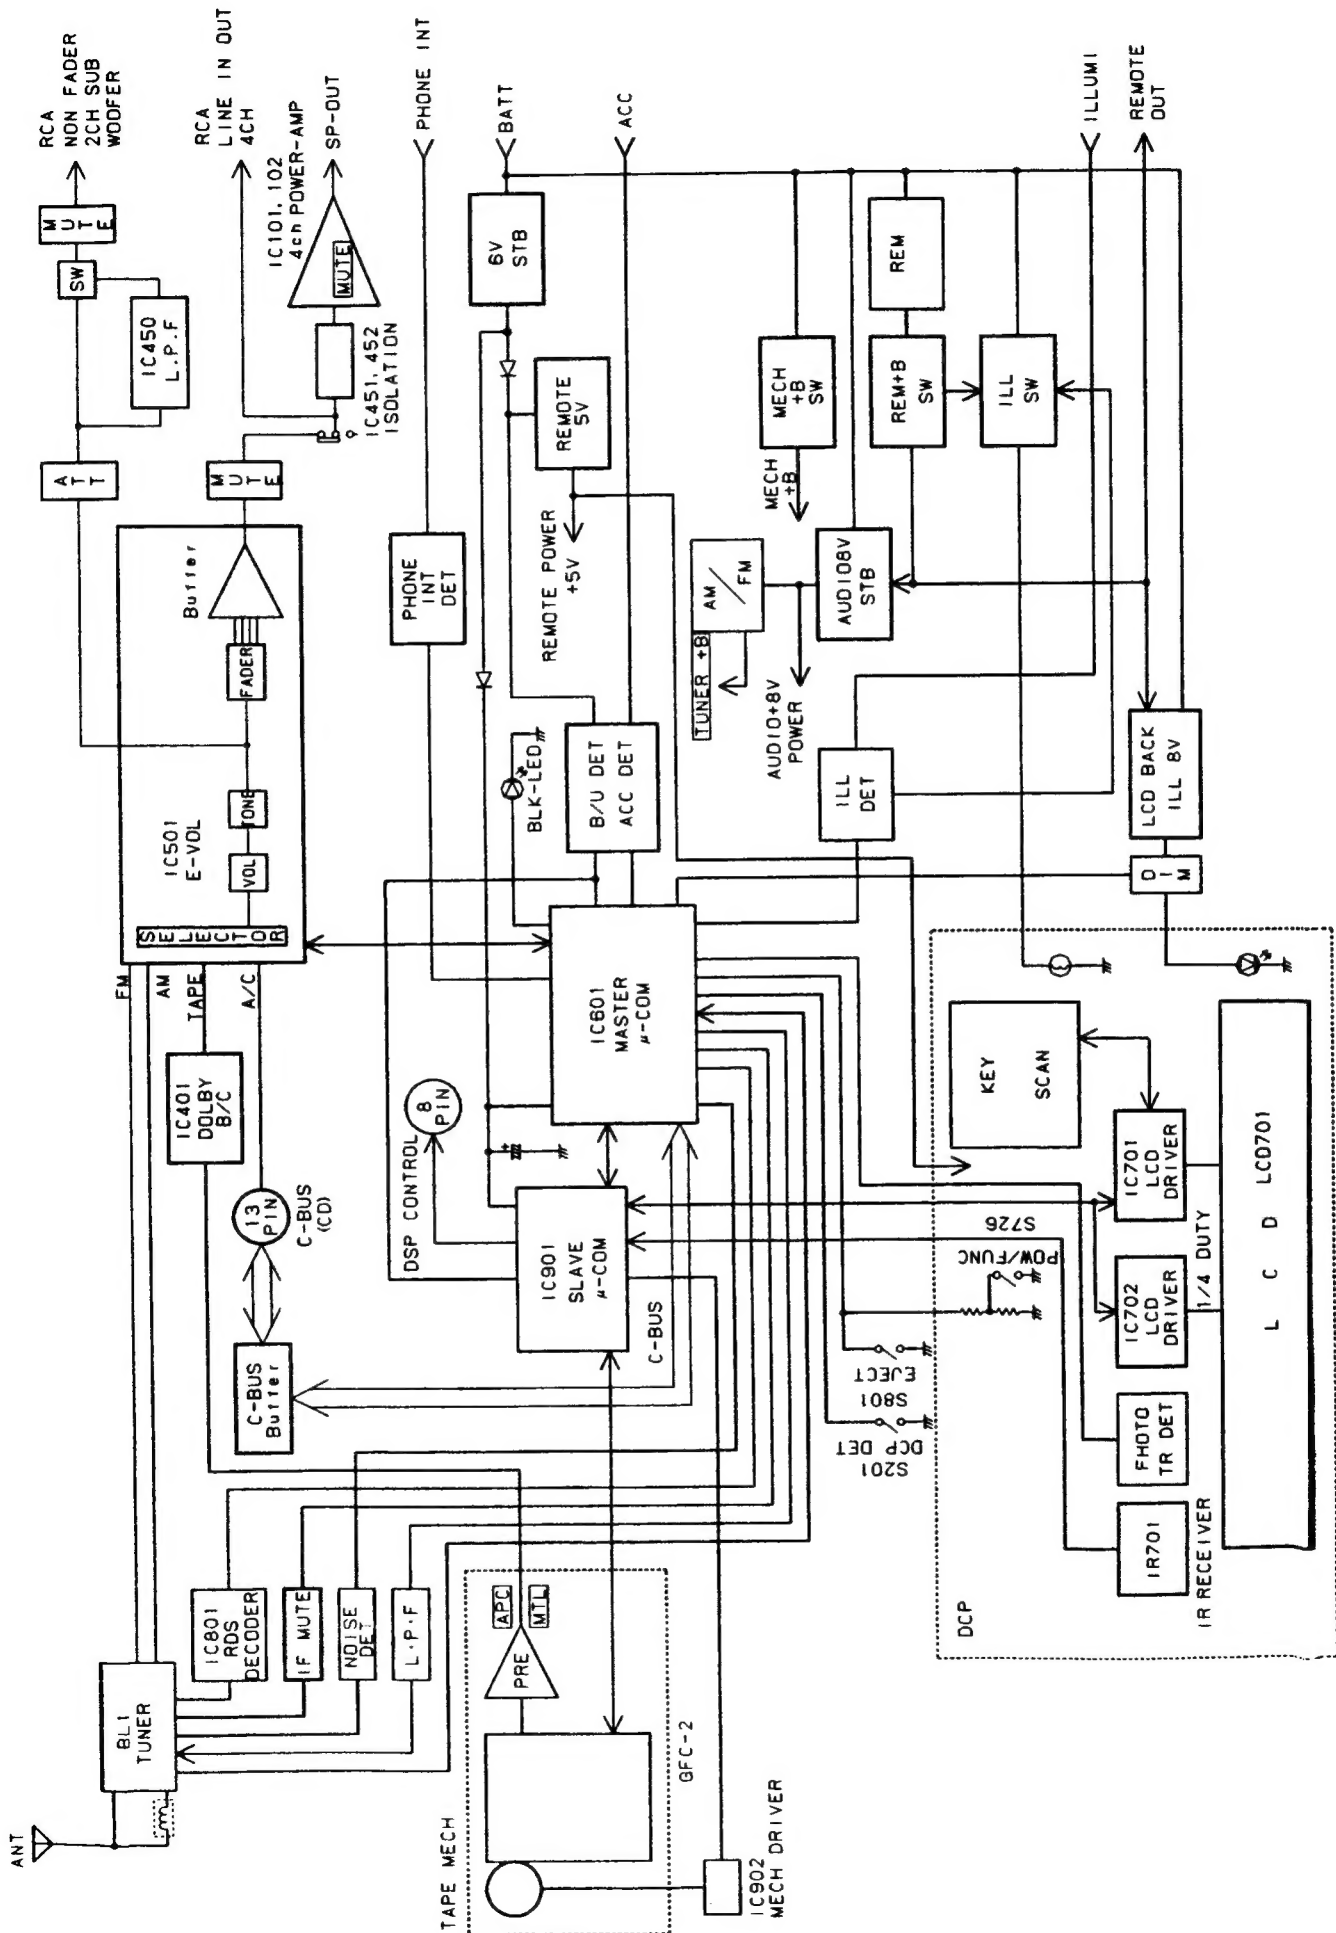 ANT
BL1
TUNER
FM
AM
TAPE
A/C
IC401
DOLBY
B/C
13
PIN
C-BUS
(CD)
C-BUS
Buffer
IC801
RDS
DECODER
IF MUTE
NOISE
DET
L.P.F
SELECTOR
IC501
E-VOL
VOL
TONE
FADER
Buffer
ATT
MUTE
IC450
L.P.F
SW
MUTE
RCA
NON FADER
2CH SUB
WOOFER
RCA
LINE IN OUT
4CH
IC101, 102
4ch POWER-AMP
MUTE
SP-OUT
IC451, 452
ISOLATION
PHONE INT
PHONE
INT
DET
BATT
ACC
6V
STB
REMOTE
5V
REMOTE POWER
+5V
BLK-LED
B/U DET
ACC DET
DSP CONTROL
8
PIN
IC601
MASTER
μ-COM
IC901
SLAVE
μ-COM
C-BUS
TAPE MECH
APC
MTL
PRE
GFC-2
IC902
MECH DRIVER
MECH
+B
SW
MECH
+B
REM
REM+B
SW
ILL
SW
ILLUMI
REMOTE
OUT
AM/FM
TUNER +B
AUDIO8V
STB
AUDIO+8V
POWER
ILL
DET
LCD BACK
ILL 8V
DIM
S726
POW/FUNC
EJECT
S801
DCP DET
S201
DCP
KEY
SCAN
IC701
LCD
DRIVER
IC702
LCD
DRIVER
1/4 DUTY
FHOTO
TR DET
IR701
IR RECEIVER
L C D LCD701